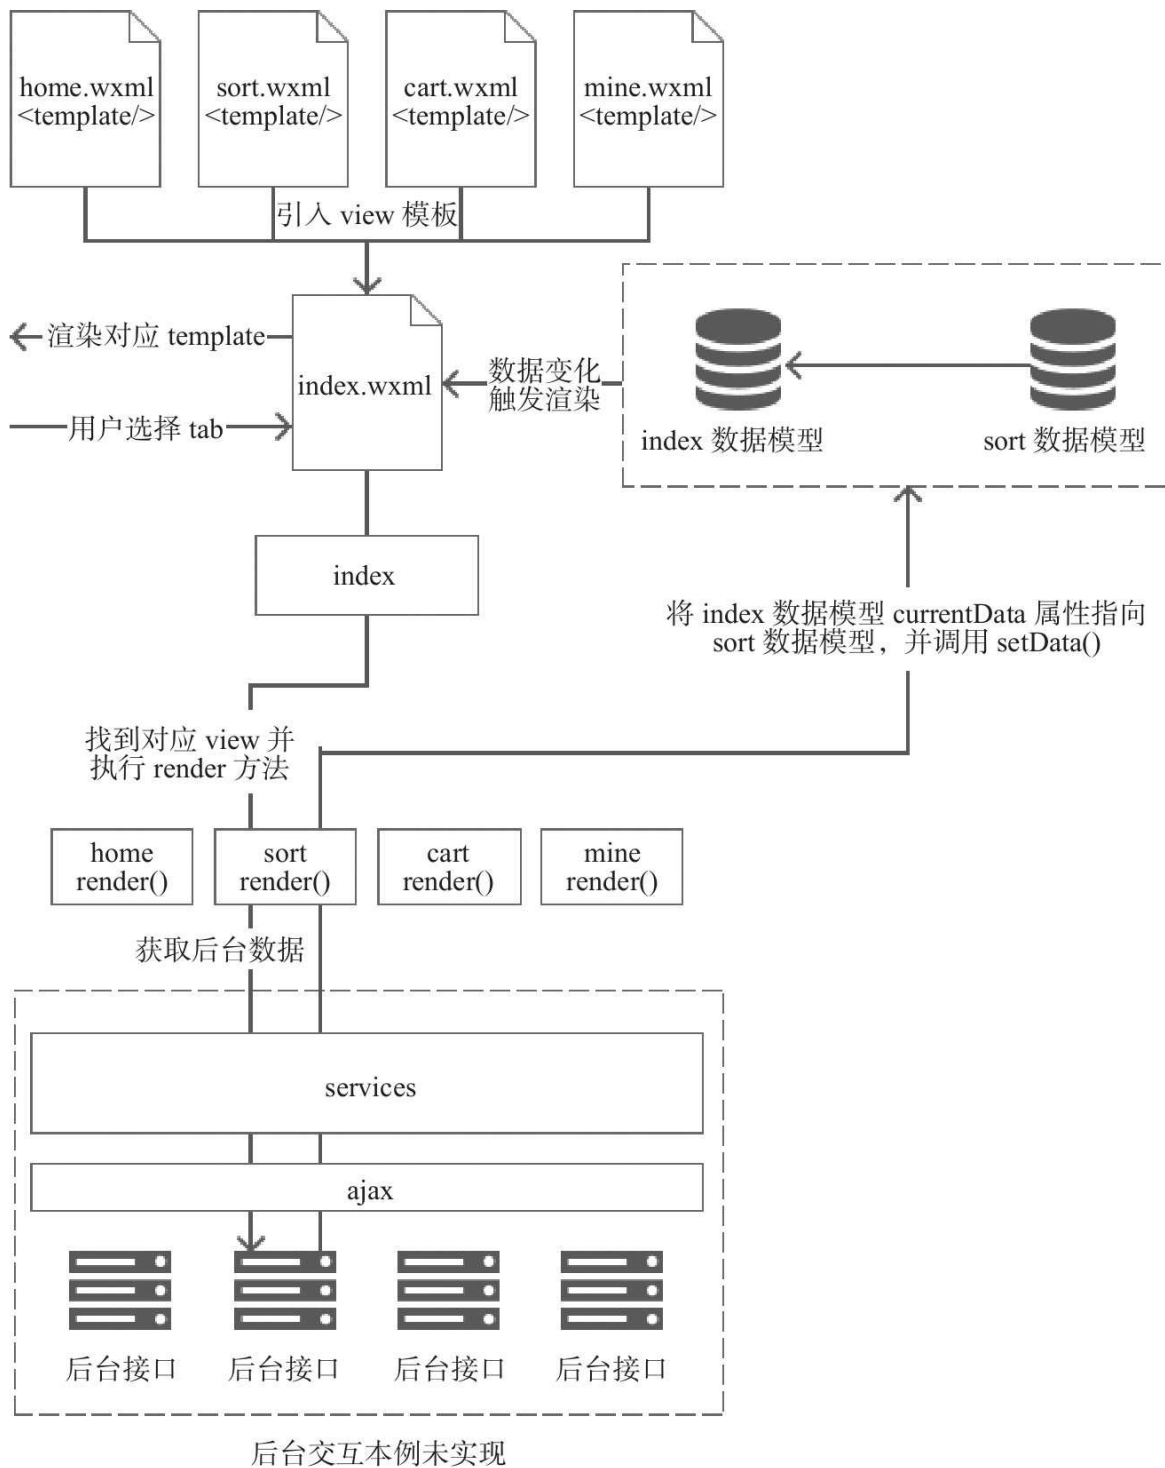 home.wxml
<template/>
sort.wxml
<template/>
cart.wxml
<template/>
mine.wxml
<template/>
引入 view 模板
渲染对应 template
用户选择 tab
index.wxml
数据变化
触发渲染
index 数据模型
sort 数据模型
index
将 index 数据模型 currentData 属性指向
sort 数据模型，并调用 setData()
找到对应 view 并
执行 render 方法
home
render()
sort
render()
cart
render()
mine
render()
获取后台数据
services
ajax
后台接口
后台接口
后台接口
后台接口
后台交互本例未实现